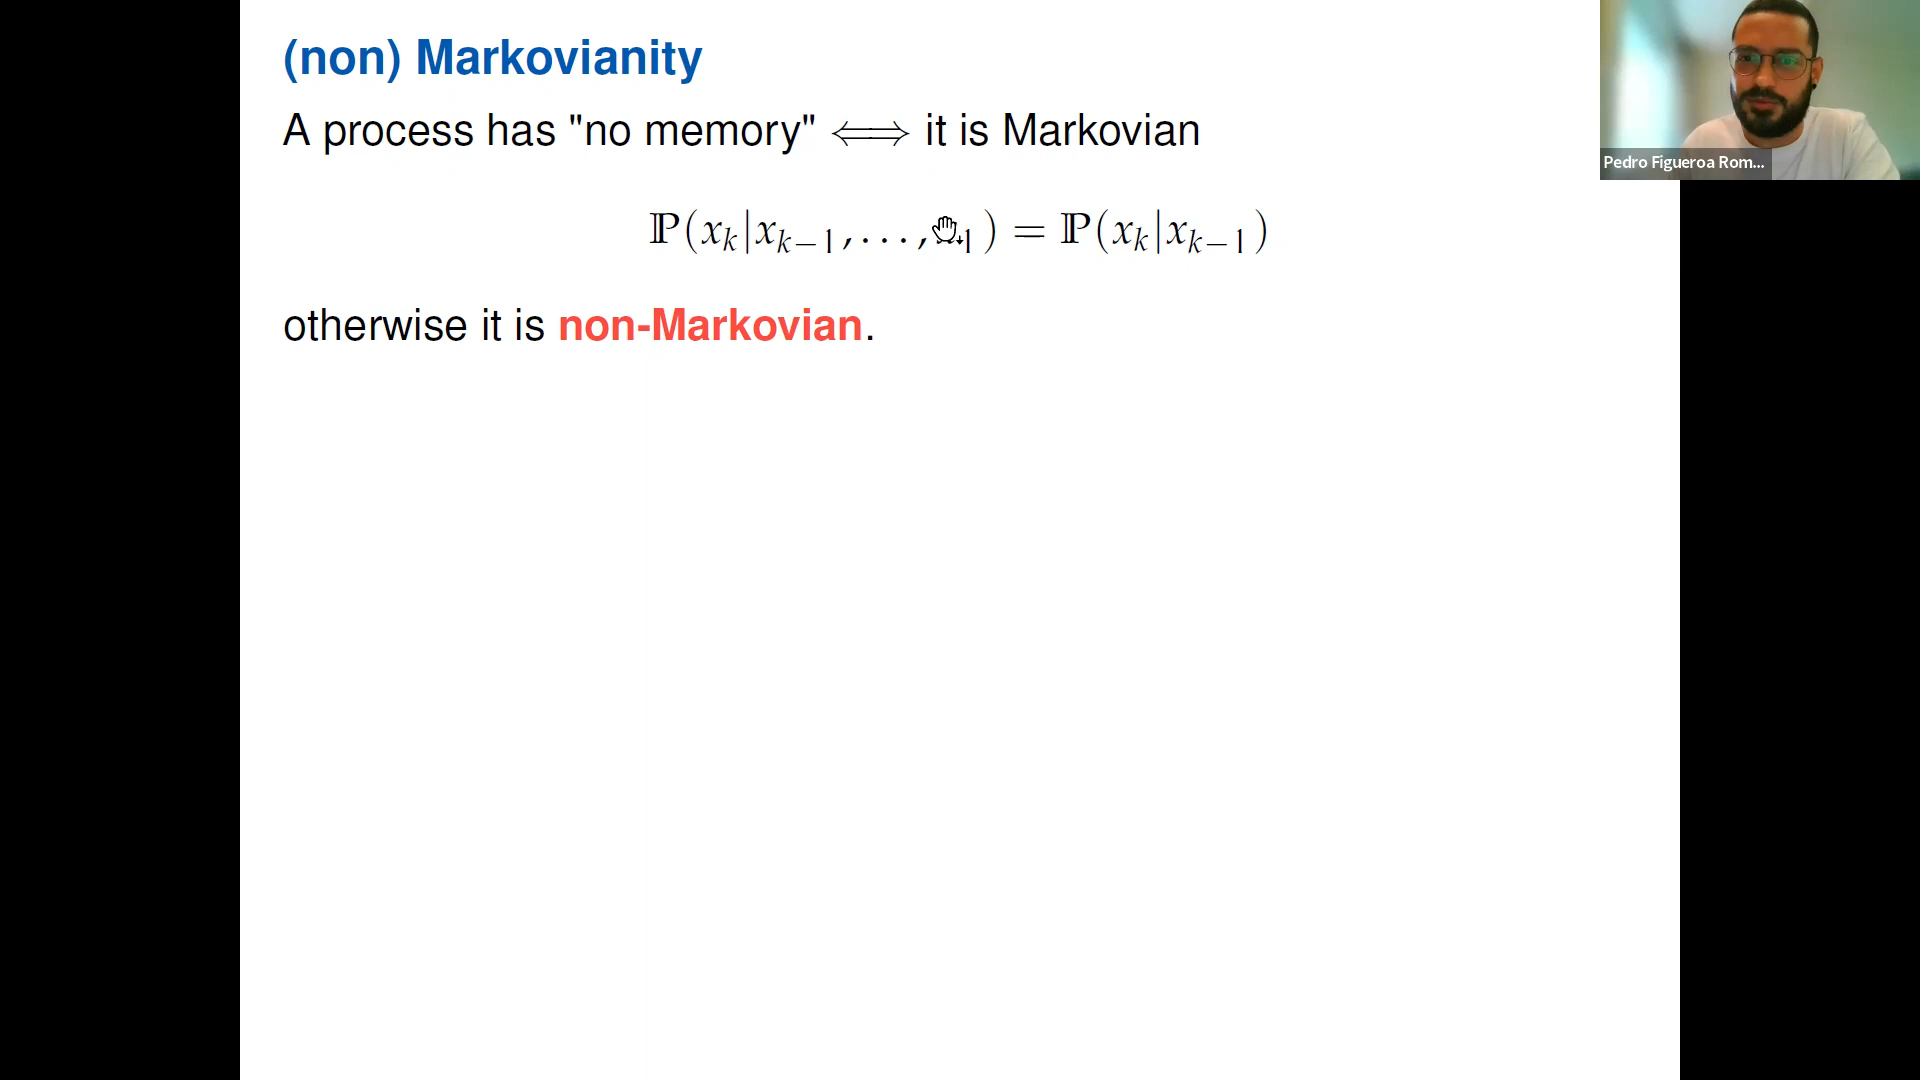 (non) Markovianity
A process has "no memory" ⟺ it is Markovian
ℙ(x_k|x_{k−1}, . . . , ₁) = ℙ(x_k|x_{k−1})
otherwise it is non-Markovian.
Pedro Figueroa Rom...